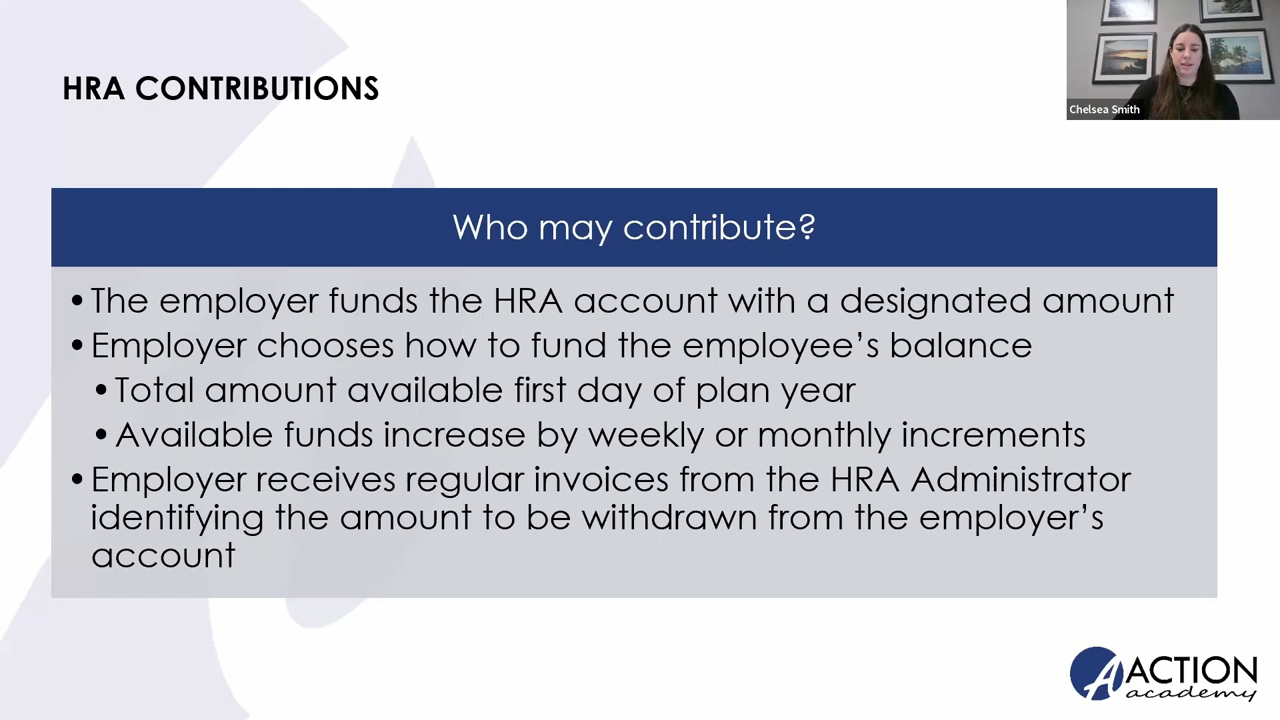 HRA CONTRIBUTIONS
Chelsea Smith
Who may contribute?
•The employer funds the HRA account with a designated amount
•Employer chooses how to fund the employee’s balance
•Total amount available first day of plan year
•Available funds increase by weekly or monthly increments
•Employer receives regular invoices from the HRA Administrator
identifying the amount to be withdrawn from the employer’s
account
A ACTION
academy